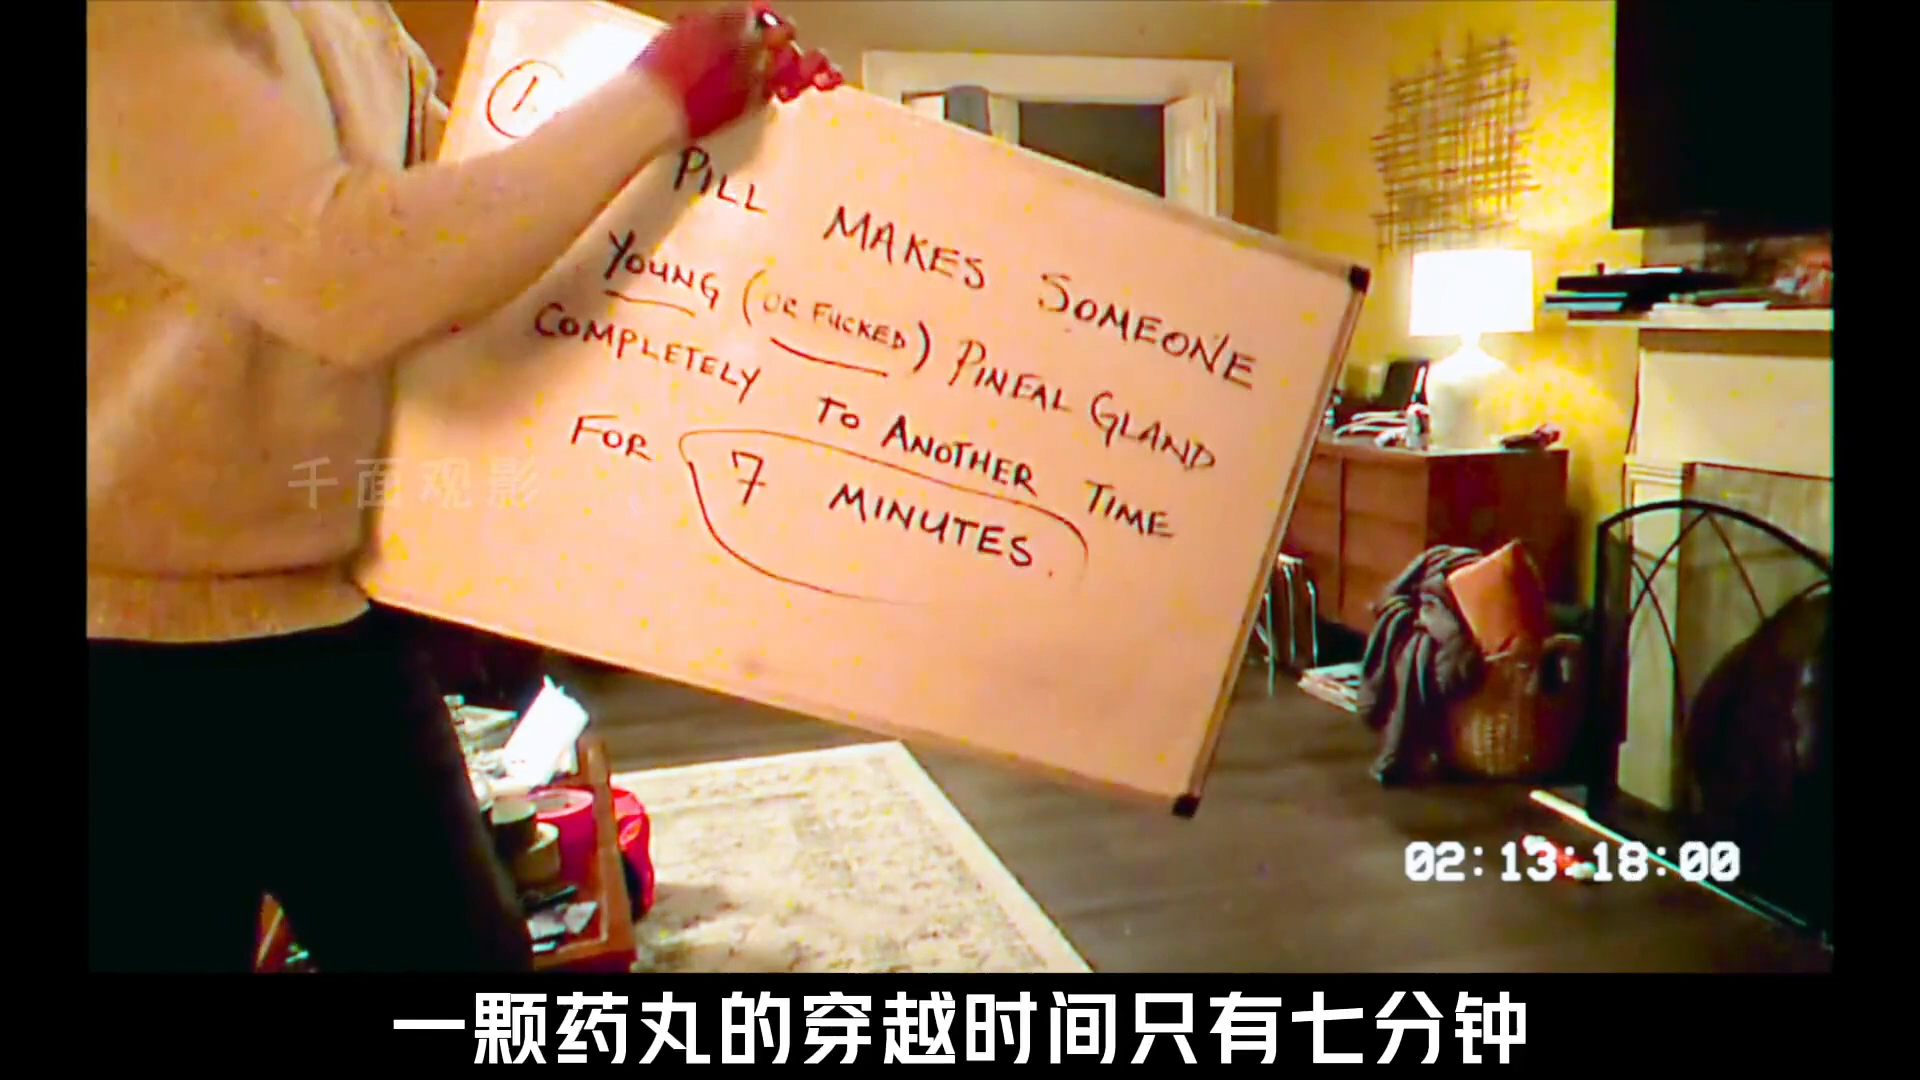 1.
PILL MAKES SOMEONE
YOUNG (OR FUCKED) PINEAL GLAND
COMPLETELY TO ANOTHER TIME
FOR 7 MINUTES.
千面观影
02:13:18:00
一颗药丸的穿越时间只有七分钟